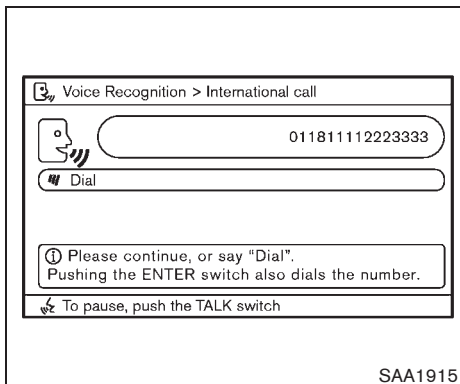 Voice Recognition > International call
011811112223333
Dial
Please continue, or say “Dial”.
Pushing the ENTER switch also dials the number.
To pause, push the TALK switch
SAA1915